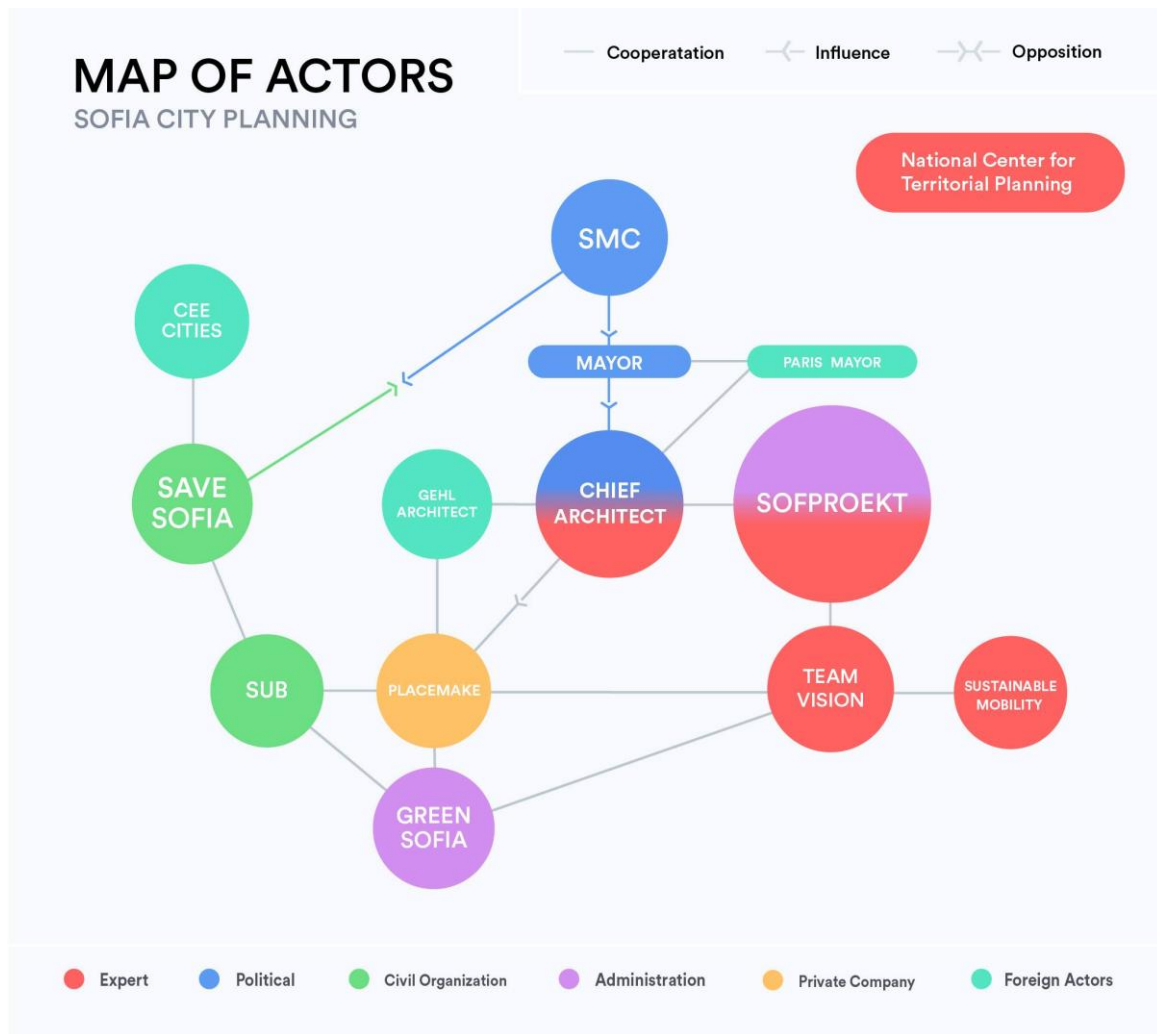 MAP OF ACTORS
SOFIA CITY PLANNING
Cooperatation
Influence
Opposition
National Center for
Territorial Planning
SMC
CEE
CITIES
MAYOR
PARIS MAYOR
SAVE
SOFIA
GEHL
ARCHITECT
CHIEF
ARCHITECT
SOFPROEKT
SUB
PLACEMAKE
TEAM
VISION
SUSTAINABLE
MOBILITY
GREEN
SOFIA
Expert
Political
Civil Organization
Administration
Private Company
Foreign Actors